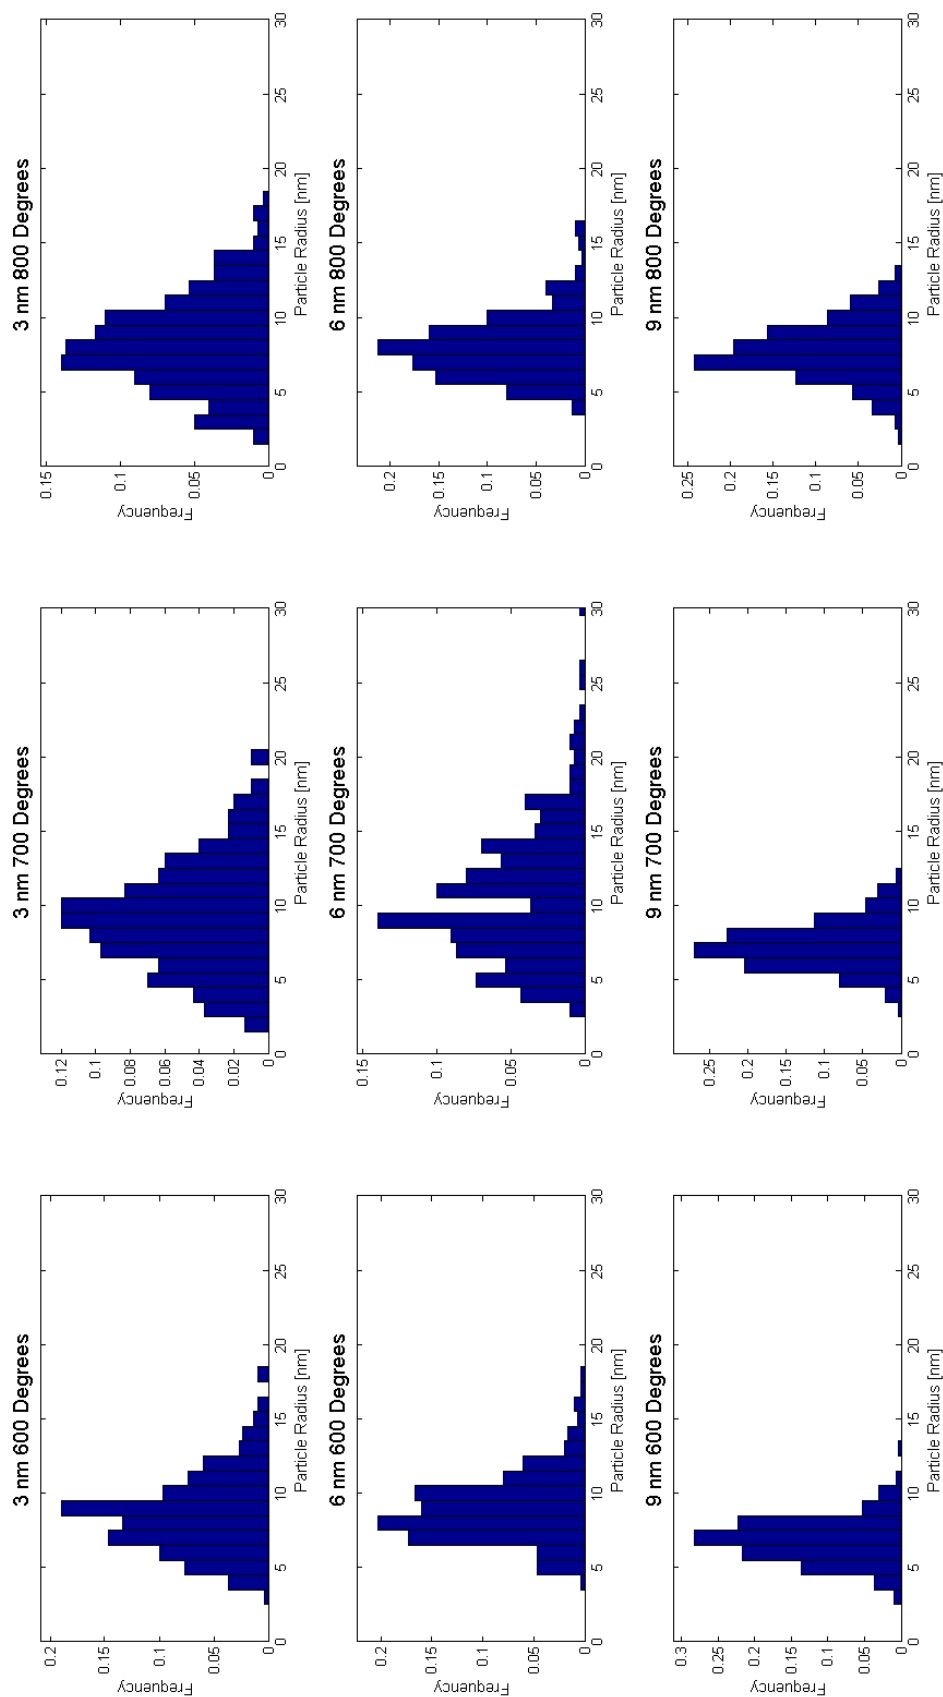 3 nm 600 Degrees
0.2
0.15
0.1
0.05
0
Frequency
0 5 10 15 20 25 30
Particle Radius [nm]
3 nm 700 Degrees
0.12
0.1
0.08
0.06
0.04
0.02
0
Frequency
0 5 10 15 20 25 30
Particle Radius [nm]
3 nm 800 Degrees
0.15
0.1
0.05
0
Frequency
0 5 10 15 20 25 30
Particle Radius [nm]
6 nm 600 Degrees
0.2
0.15
0.1
0.05
0
Frequency
0 5 10 15 20 25 30
Particle Radius [nm]
6 nm 700 Degrees
0.15
0.1
0.05
0
Frequency
0 5 10 15 20 25 30
Particle Radius [nm]
6 nm 800 Degrees
0.2
0.15
0.1
0.05
0
Frequency
0 5 10 15 20 25 30
Particle Radius [nm]
9 nm 600 Degrees
0.3
0.25
0.2
0.15
0.1
0.05
0
Frequency
0 5 10 15 20 25 30
Particle Radius [nm]
9 nm 700 Degrees
0.25
0.2
0.15
0.1
0.05
0
Frequency
0 5 10 15 20 25 30
Particle Radius [nm]
9 nm 800 Degrees
0.25
0.2
0.15
0.1
0.05
0
Frequency
0 5 10 15 20 25 30
Particle Radius [nm]